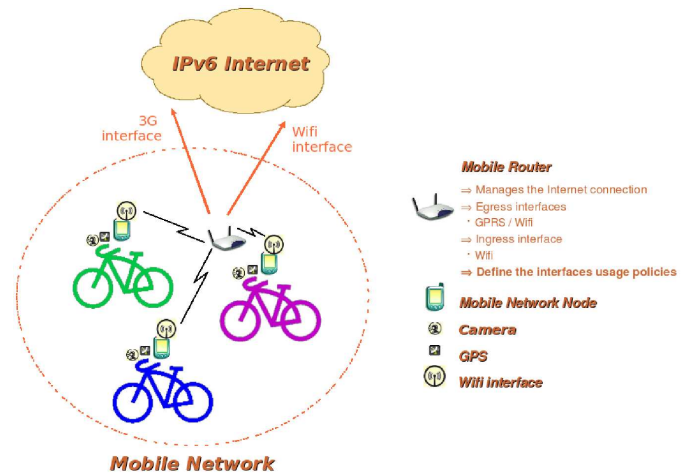 IPv6 Internet
3G
interface
Wifi
interface
Mobile Network
Mobile Router
⇒ Manages the Internet connection
⇒ Egress interfaces
· GPRS / Wifi
⇒ Ingress interface
· Wifi
⇒ Define the interfaces usage policies
Mobile Network Node
Camera
GPS
Wifi interface